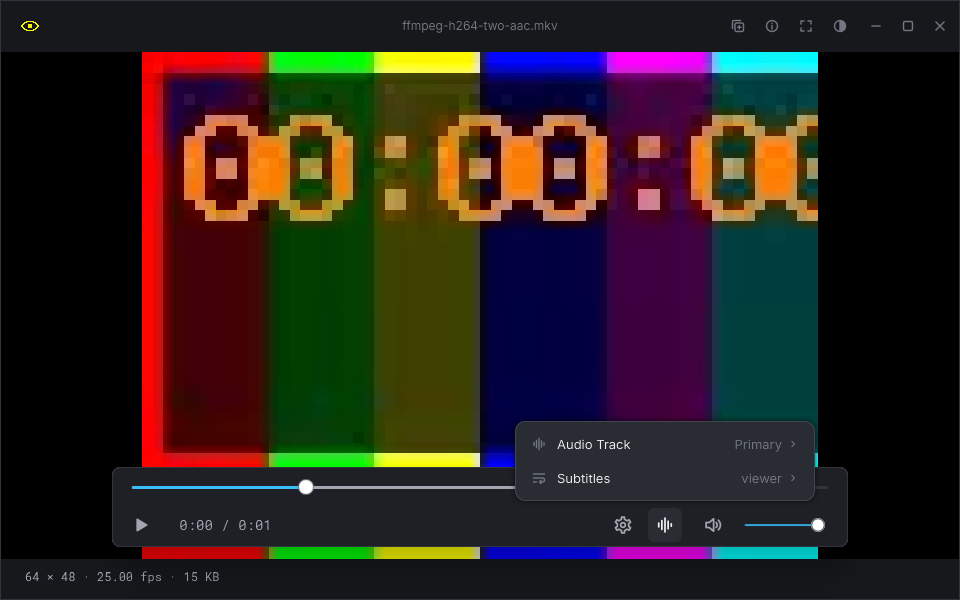 ffmpeg-h264-two-aac.mkv
00:00:0
Audio Track Primary
Subtitles viewer
0:00 / 0:01
64 × 48 · 25.00 fps · 15 KB